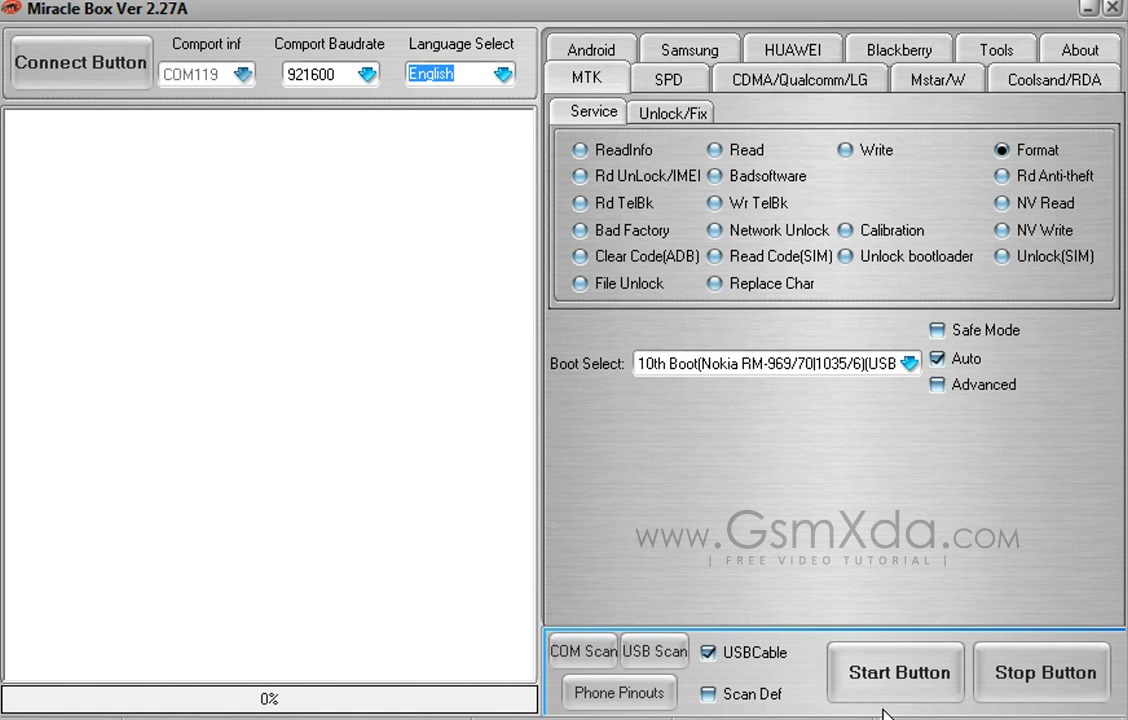 Miracle Box Ver 2.27A
Connect Button
Comport inf
Comport Baudrate
Language Select
COM119
921600
English
Android
Samsung
HUAWEI
Blackberry
Tools
About
MTK
SPD
CDMA/Qualcomm/LG
Mstar/W
Coolsand/RDA
Service
Unlock/Fix
ReadInfo
Read
Write
Format
Rd UnLock/IMEI
Badsoftware
Rd Anti-theft
Rd TelBk
Wr TelBk
NV Read
Bad Factory
Network Unlock
Calibration
NV Write
Clear Code(ADB)
Read Code(SIM)
Unlock bootloader
Unlock(SIM)
File Unlock
Replace Char
Safe Mode
Boot Select:
10th Boot(Nokia RM-969/70|1035/6)(USB
Auto
Advanced
www.GsmXda.com
| FREE VIDEO TUTORIAL |
COM Scan
USB Scan
USBCable
Start Button
Stop Button
Phone Pinouts
Scan Def
0%